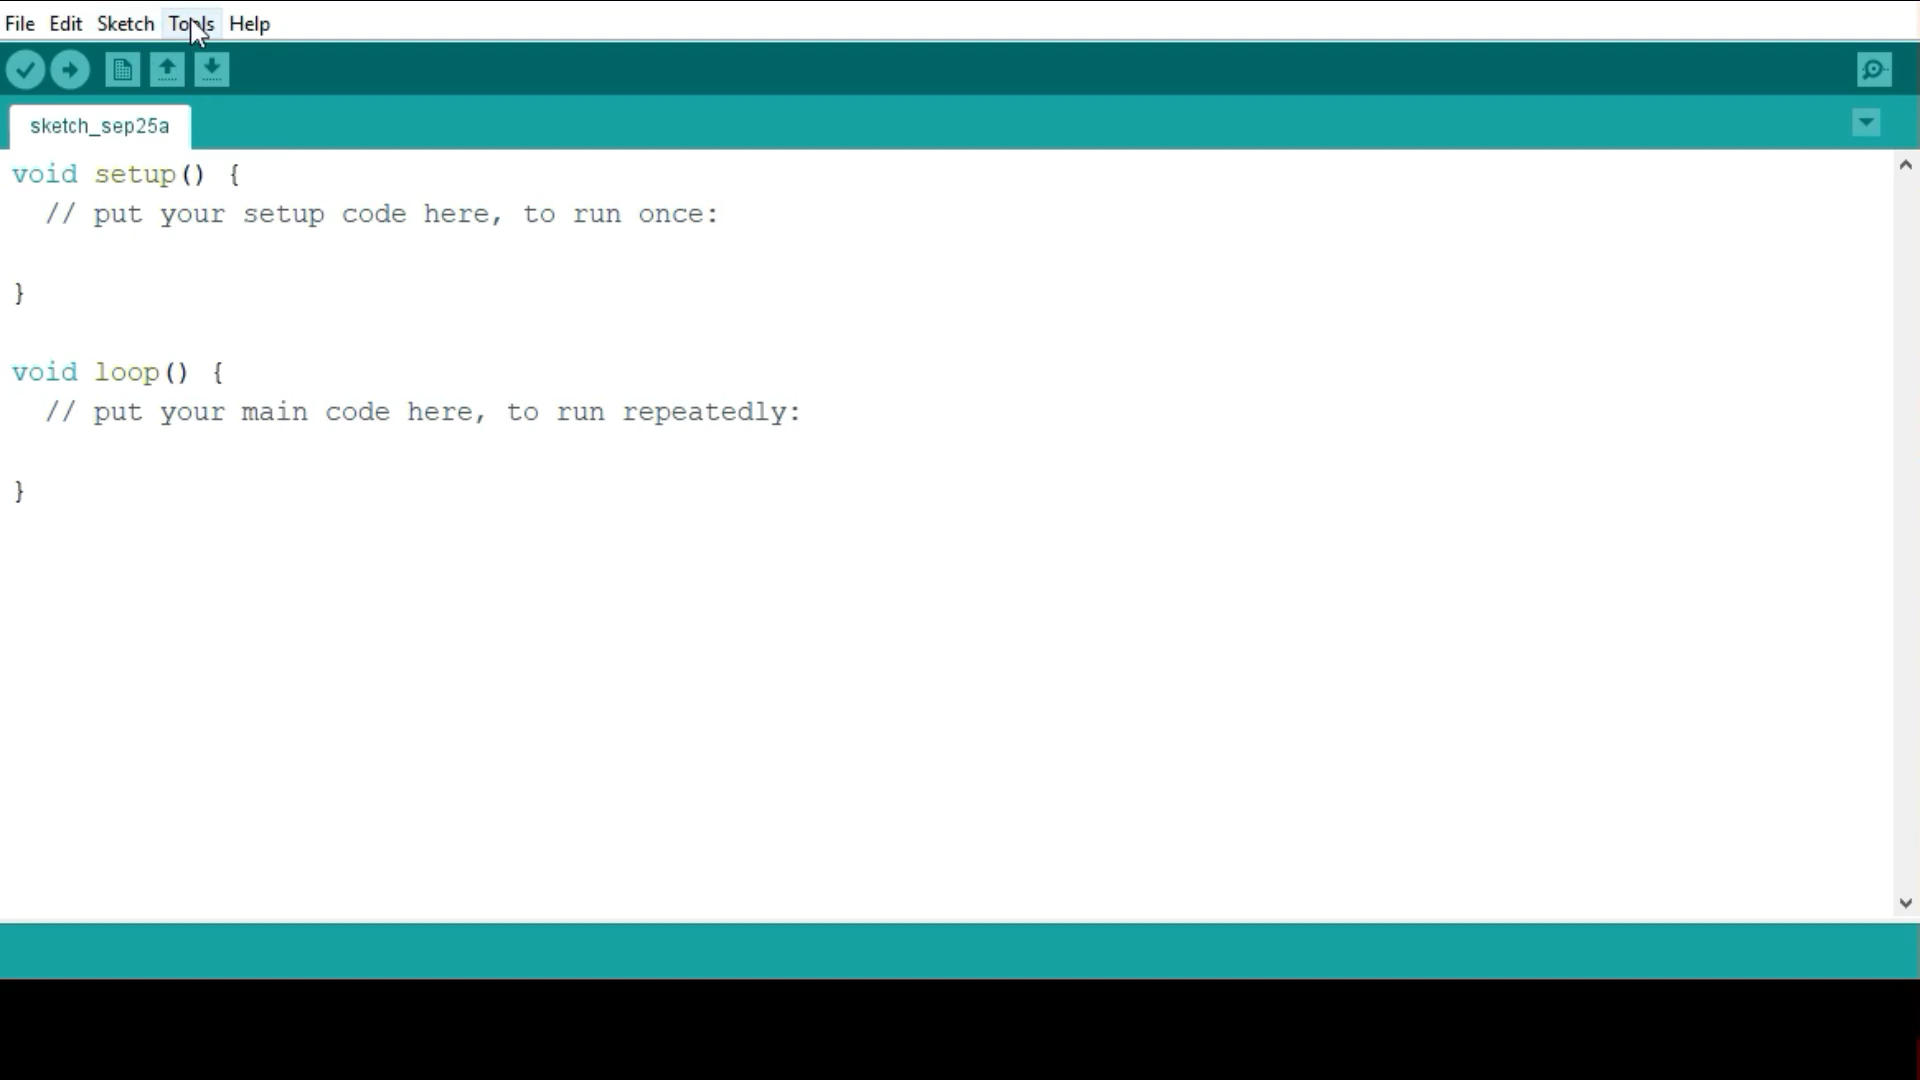 File Edit Sketch Tools Help
sketch_sep25a
void setup() {
  // put your setup code here, to run once:
}
void loop() {
  // put your main code here, to run repeatedly:
}